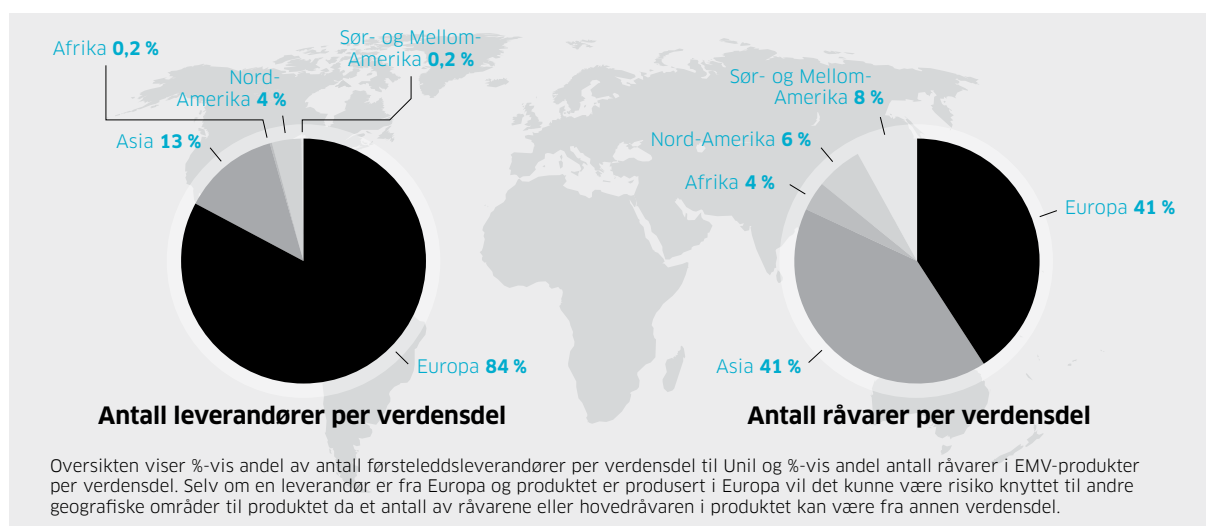 Afrika 0,2 %
Sør- og Mellom-
Amerika 0,2 %
Nord-
Amerika 4 %
Asia 13 %
Europa 84 %
Antall leverandører per verdensdel
Sør- og Mellom-
Amerika 8 %
Nord-Amerika 6 %
Afrika 4 %
Europa 41 %
Asia 41 %
Antall råvarer per verdensdel
Oversikten viser %-vis andel av antall førsteleddsleverandører per verdensdel til Unil og %-vis andel antall råvarer i EMV-produkter
per verdensdel. Selv om en leverandør er fra Europa og produktet er produsert i Europa vil det kunne være risiko knyttet til andre
geografiske områder til produktet da et antall av råvarene eller hovedråvaren i produktet kan være fra annen verdensdel.